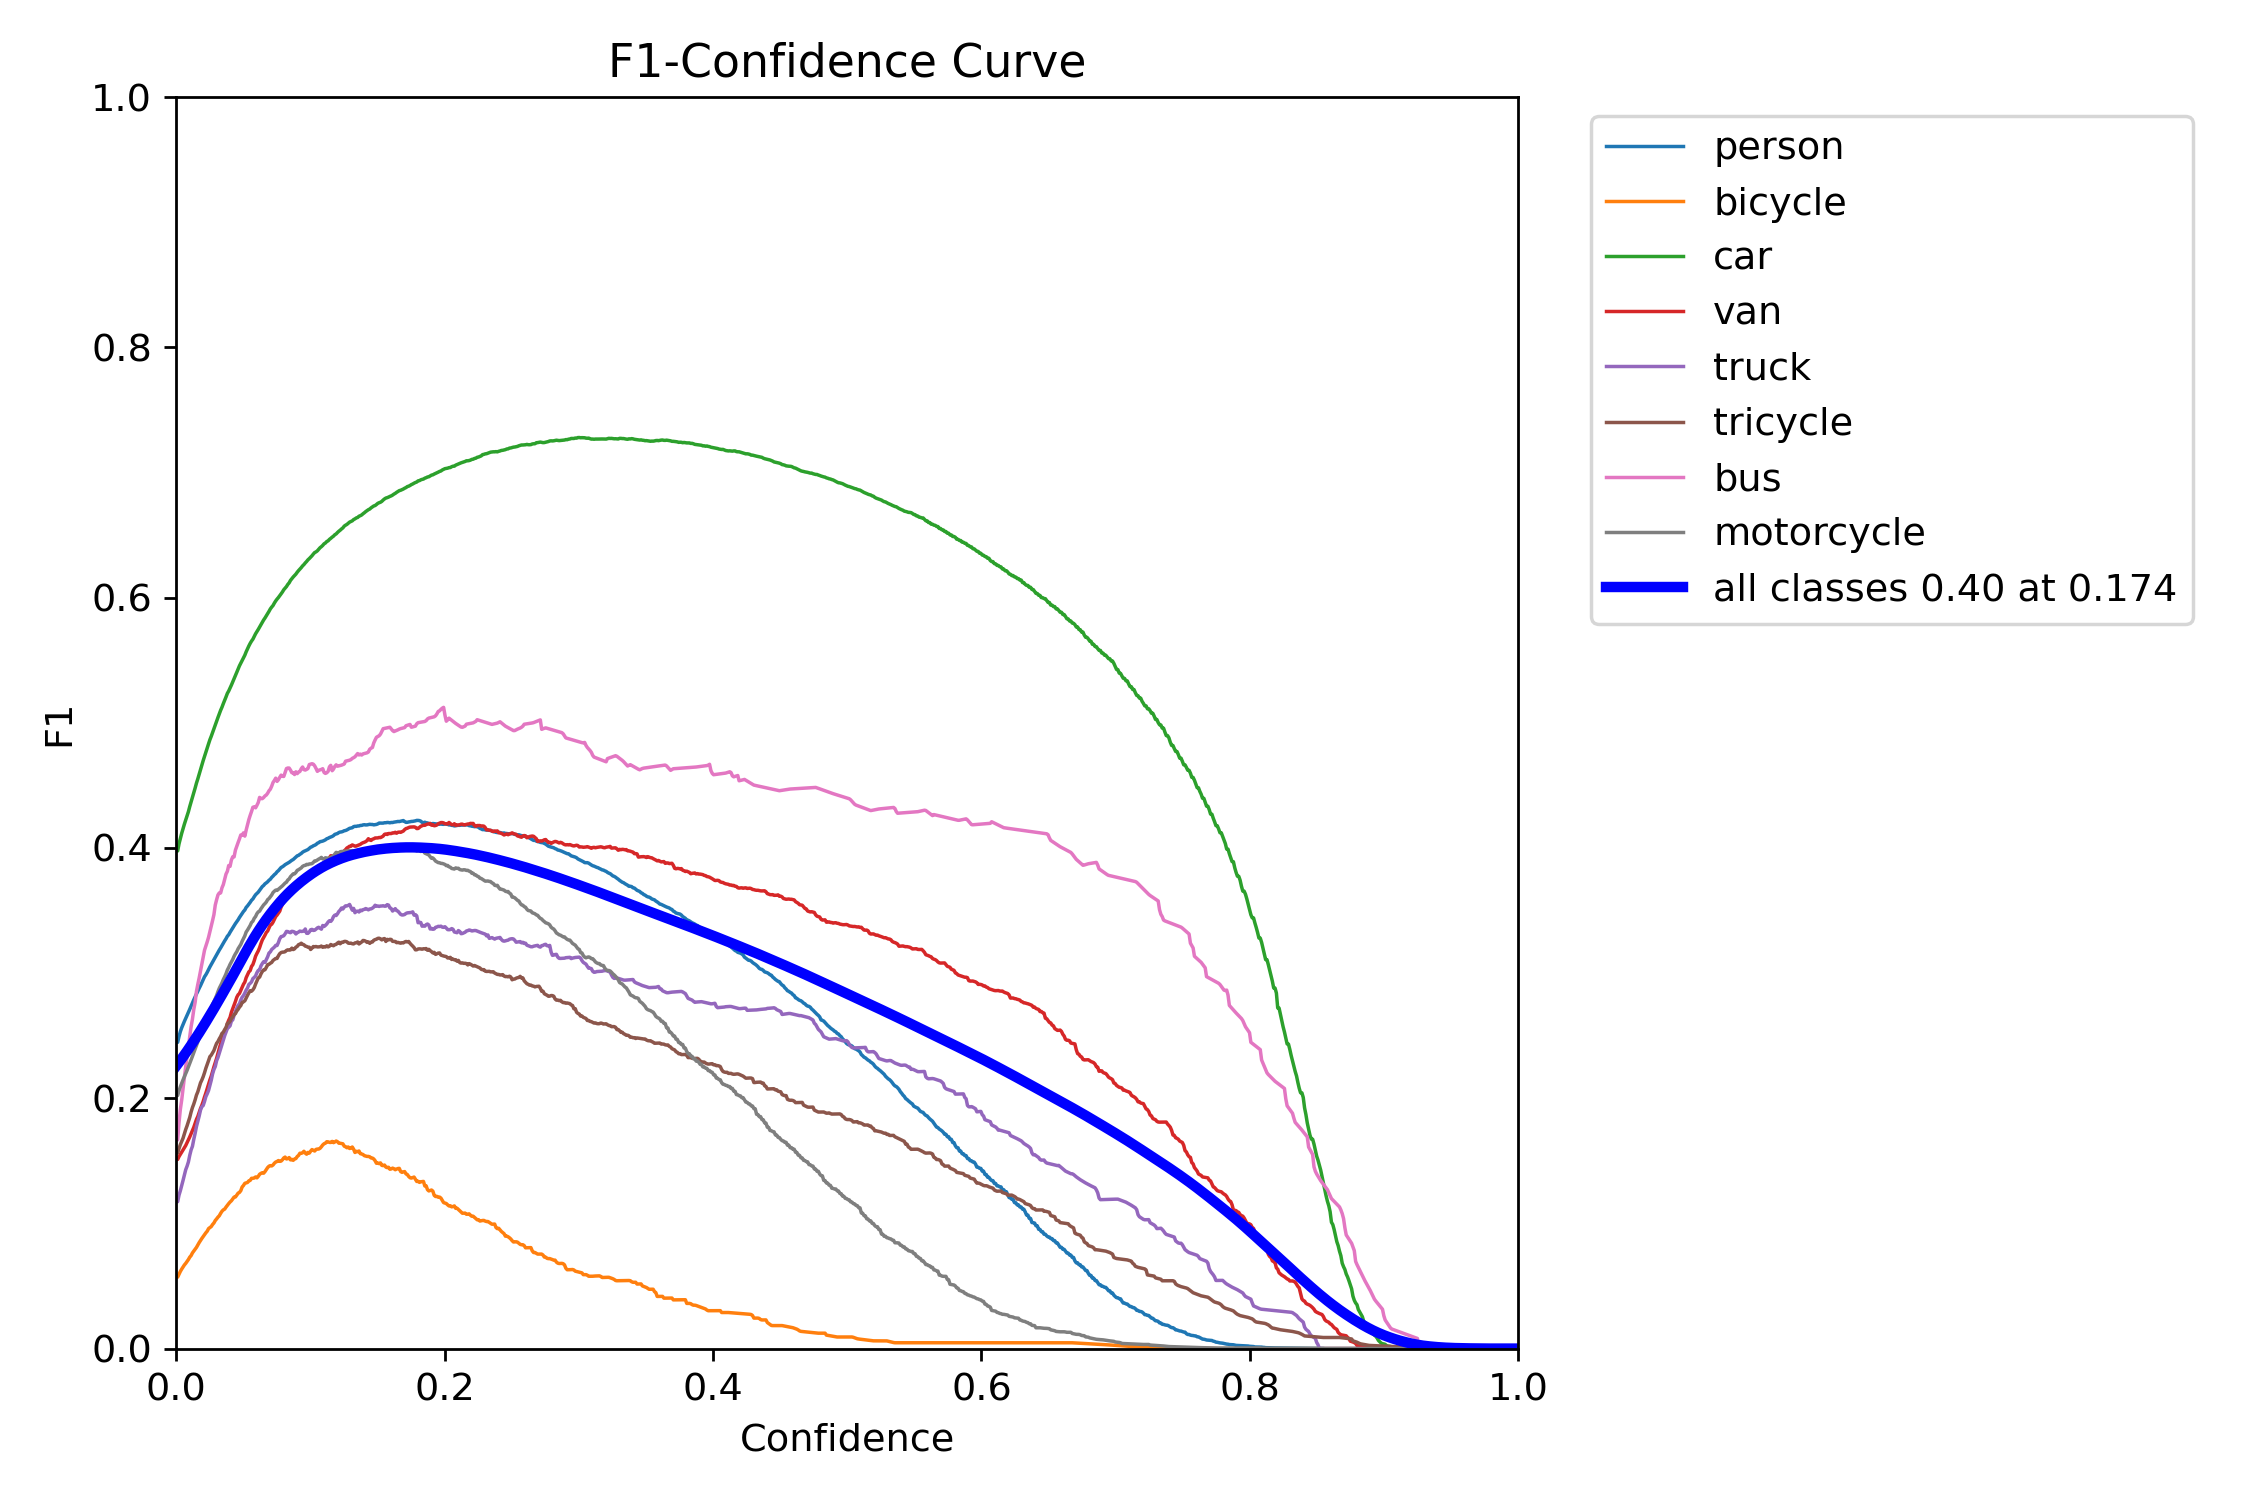 F1-Confidence Curve
1.0
0.8
0.6
0.4
0.2
0.0
F1
0.0 0.2 0.4 0.6 0.8 1.0
Confidence
person
bicycle
car
van
truck
tricycle
bus
motorcycle
all classes 0.40 at 0.174